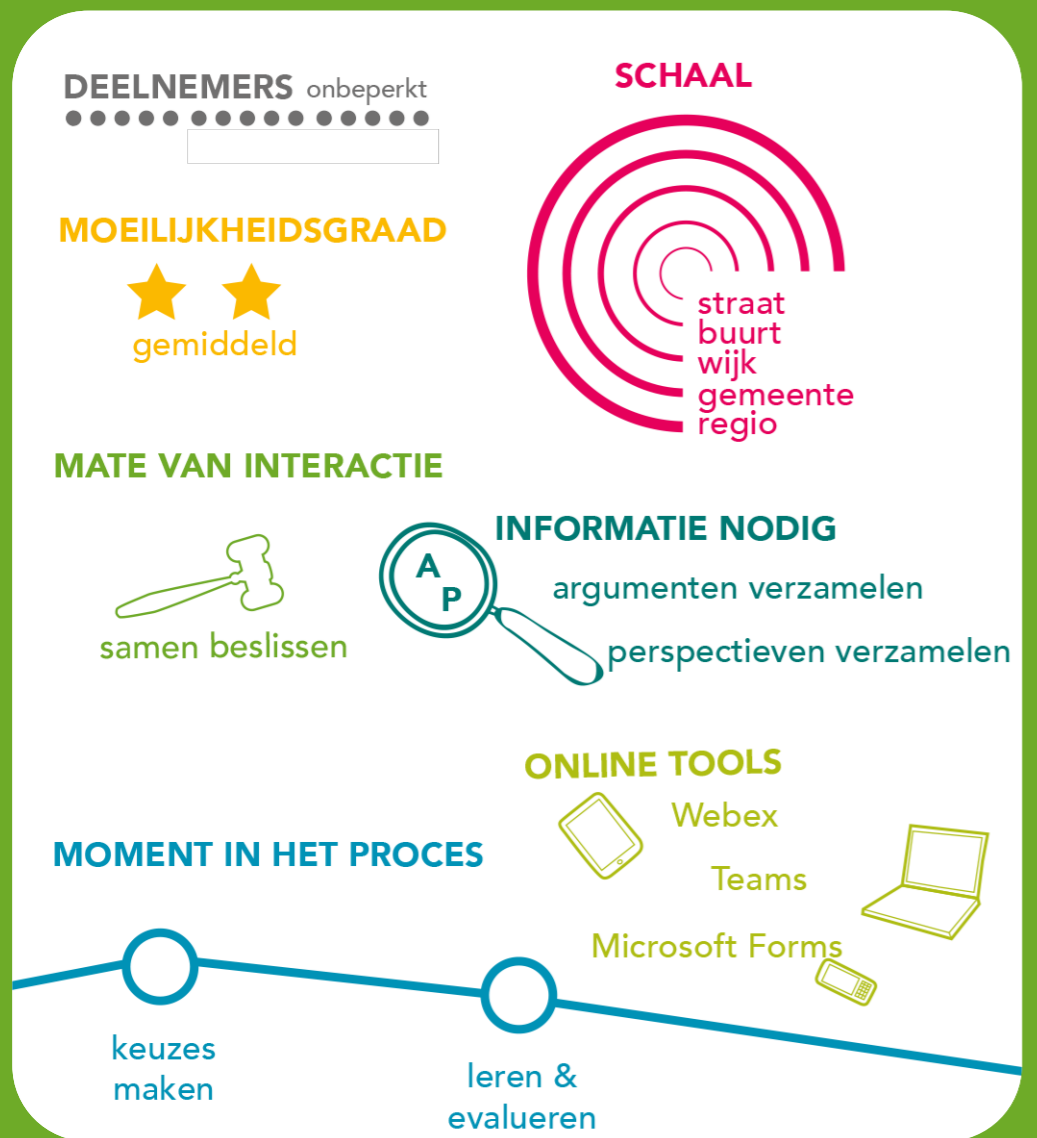 DEELNEMERS onbeperkt
SCHAAL
MOEILIJKHEIDSGRAAD
gemiddeld
straat
buurt
wijk
gemeente
regio
MATE VAN INTERACTIE
samen beslissen
INFORMATIE NODIG
A
P
argumenten verzamelen
perspectieven verzamelen
ONLINE TOOLS
Webex
Teams
Microsoft Forms
MOMENT IN HET PROCES
keuzes
maken
leren &
evalueren